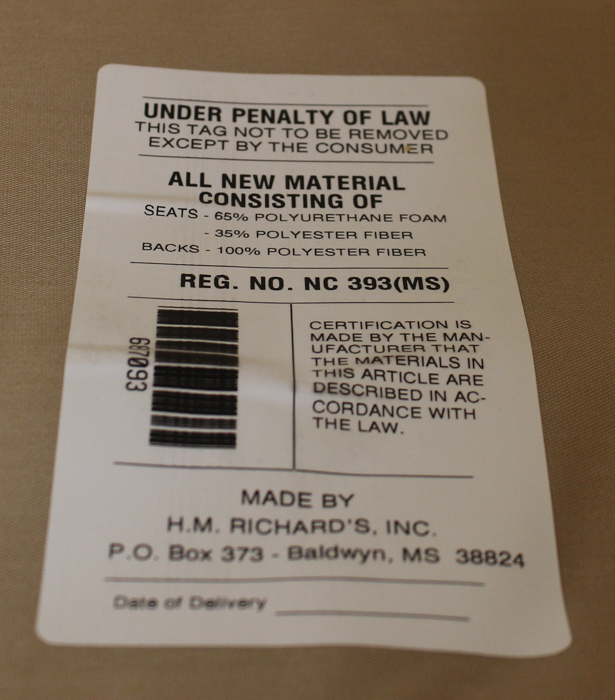 UNDER PENALTY OF LAW
THIS TAG NOT TO BE REMOVED
EXCEPT BY THE CONSUMER
ALL NEW MATERIAL
CONSISTING OF
SEATS - 65% POLYURETHANE FOAM
- 35% POLYESTER FIBER
BACKS - 100% POLYESTER FIBER
REG. NO. NC 393(MS)
687093
CERTIFICATION IS
MADE BY THE MAN-
UFACTURER THAT
THE MATERIALS IN
THIS ARTICLE ARE
DESCRIBED IN AC-
CORDANCE WITH
THE LAW.
MADE BY
H.M. RICHARD'S, INC.
P.O. Box 373 - Baldwyn, MS 38824
Date of Delivery